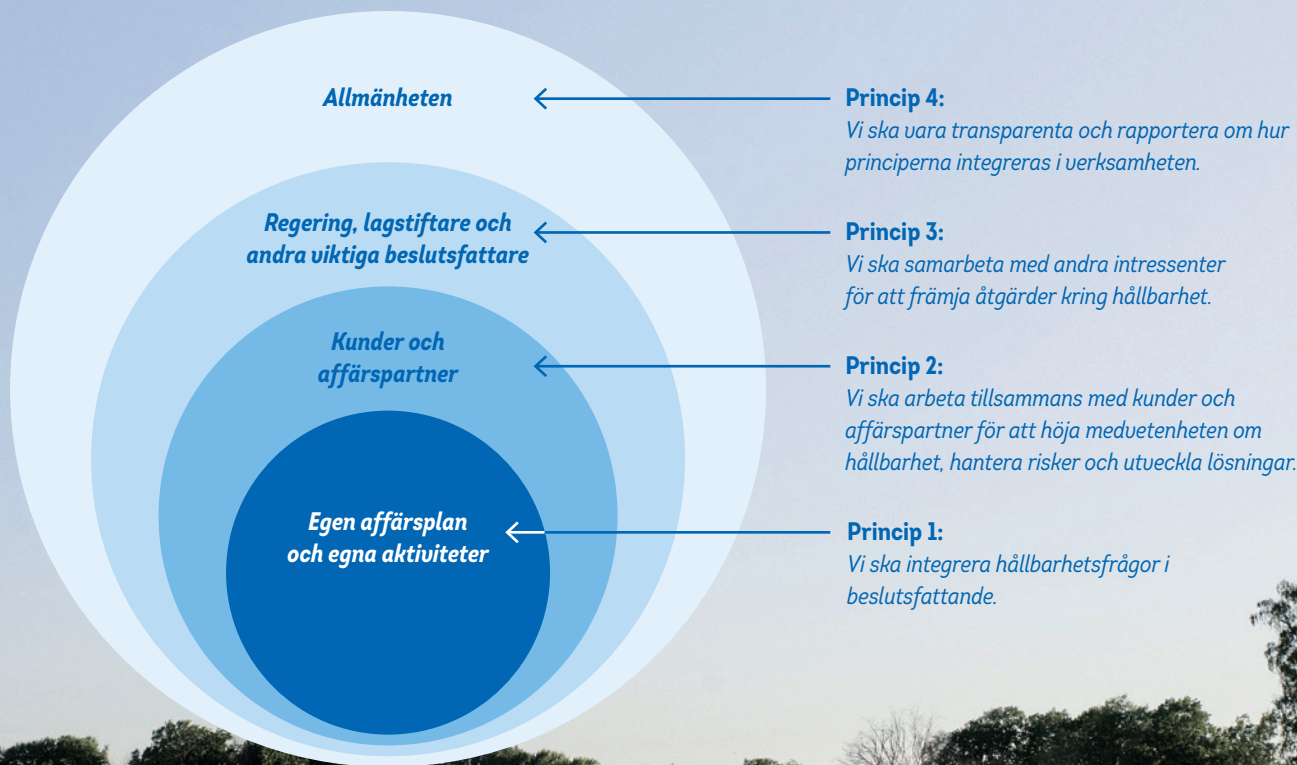 Allmänheten
Princip 4:
Vi ska vara transparenta och rapportera om hur
principerna integreras i verksamheten.
Regering, lagstiftare och
andra viktiga beslutsfattare
Princip 3:
Vi ska samarbeta med andra intressenter
för att främja åtgärder kring hållbarhet.
Kunder och
affärspartner
Princip 2:
Vi ska arbeta tillsammans med kunder och
affärspartner för att höja medvetenheten om
hållbarhet, hantera risker och utveckla lösningar.
Egen affärsplan
och egna aktiviteter
Princip 1:
Vi ska integrera hållbarhetsfrågor i
beslutsfattande.